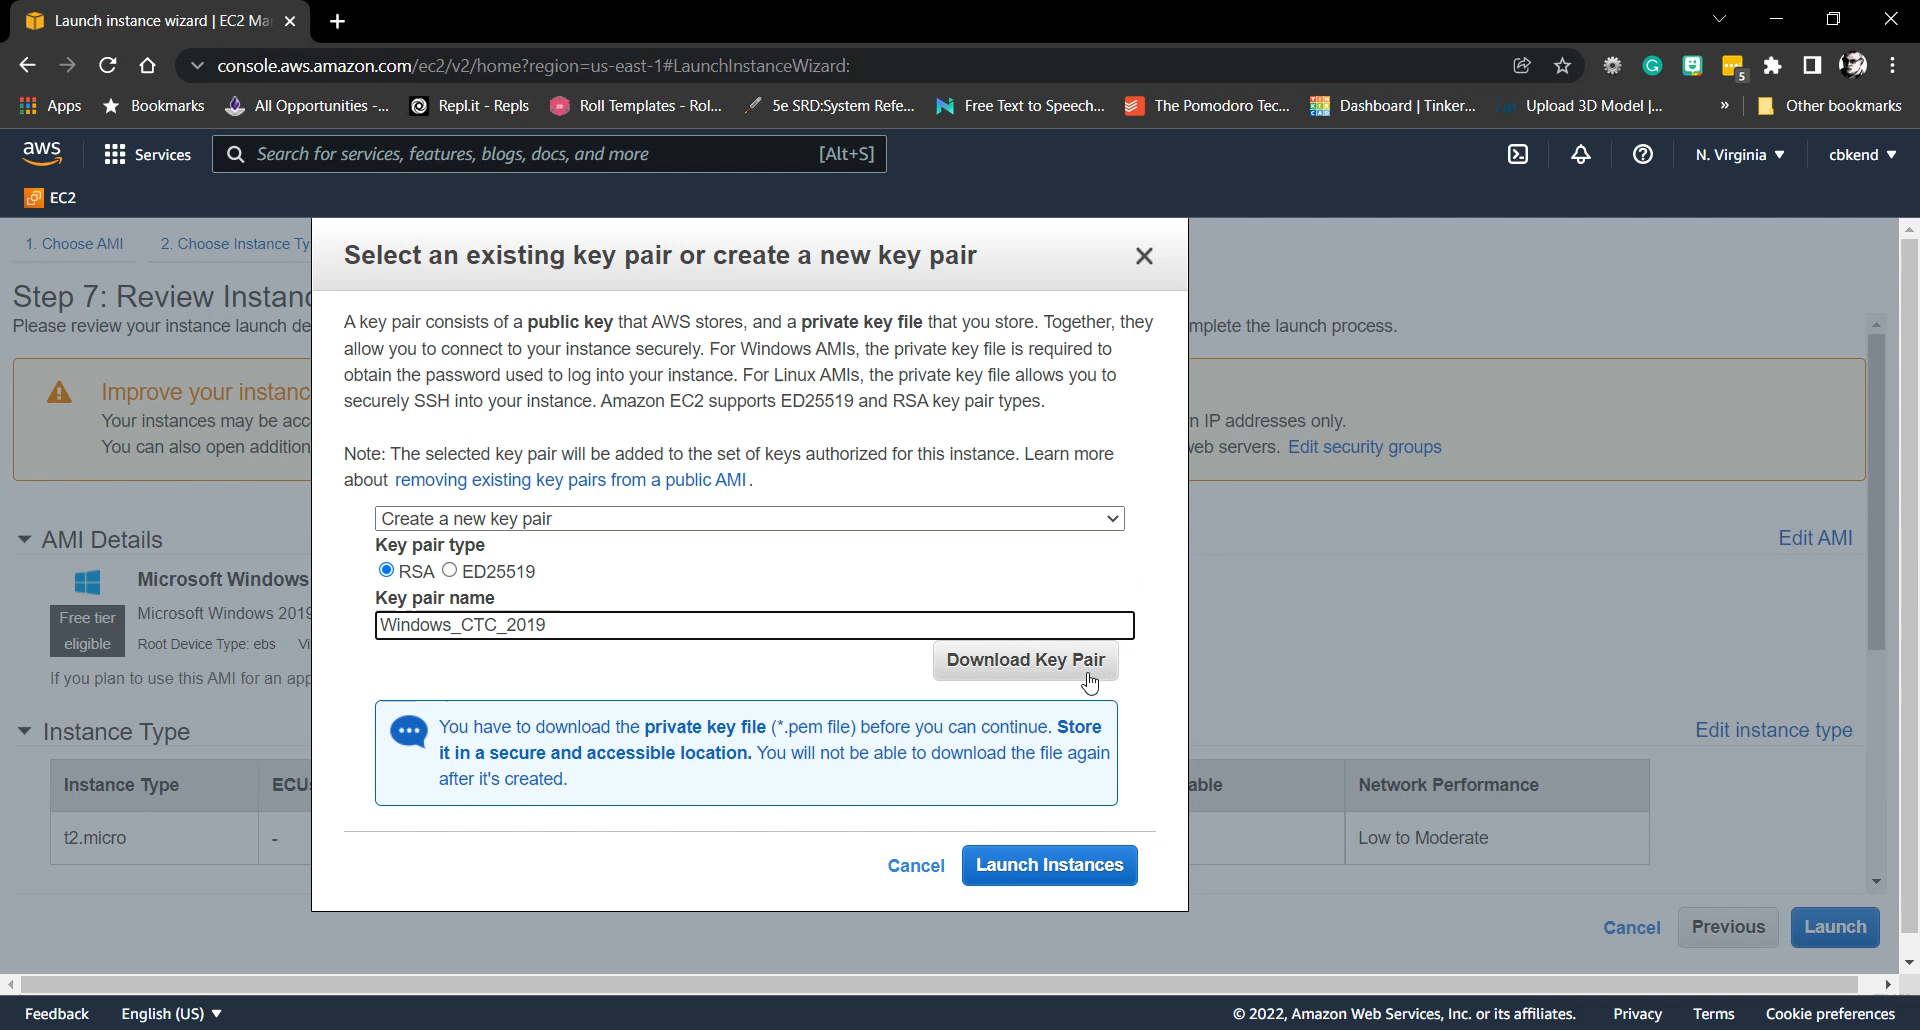 Launch instance wizard | EC2 Ma
console.aws.amazon.com/ec2/v2/home?region=us-east-1#LaunchInstanceWizard:
5
Apps Bookmarks All Opportunities -... Repl.it - Repls Roll Templates - Rol... 5e SRD:System Refe... Free Text to Speech... The Pomodoro Tec... Dashboard | Tinker... Upload 3D Model |... » Other bookmarks
aws Services Search for services, features, blogs, docs, and more [Alt+S] N. Virginia cbkend
EC2
1. Choose AMI 2. Choose Instance Ty
Select an existing key pair or create a new key pair
Step 7: Review Instanc
Please review your instance launch de
mplete the launch process.
A key pair consists of a public key that AWS stores, and a private key file that you store. Together, they
allow you to connect to your instance securely. For Windows AMIs, the private key file is required to
obtain the password used to log into your instance. For Linux AMIs, the private key file allows you to
securely SSH into your instance. Amazon EC2 supports ED25519 and RSA key pair types.
Improve your instanc
Your instances may be acc
n IP addresses only.
You can also open addition
eb servers. Edit security groups
Note: The selected key pair will be added to the set of keys authorized for this instance. Learn more
about removing existing key pairs from a public AMI.
Create a new key pair
Key pair type
RSA ED25519
Key pair name
Windows_CTC_2019
Download Key Pair
You have to download the private key file (*.pem file) before you can continue. Store
it in a secure and accessible location. You will not be able to download the file again
after it's created.
Cancel Launch Instances
AMI Details
Edit AMI
Microsoft Windows
Free tier
eligible
Microsoft Windows 2019
Root Device Type: ebs Vi
If you plan to use this AMI for an app
Instance Type
Edit instance type
Instance Type ECUs able Network Performance
t2.micro - Low to Moderate
Cancel Previous Launch
Feedback English (US) © 2022, Amazon Web Services, Inc. or its affiliates. Privacy Terms Cookie preferences